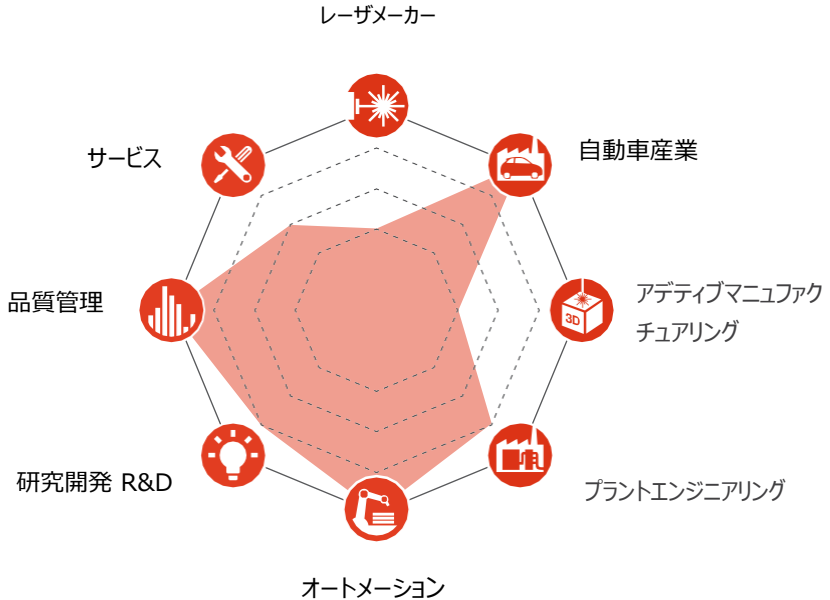 レーザメーカー
サービス
自動車産業
品質管理
アデティブマニュファク
チュアリング
3D
研究開発 R&D
プラントエンジニアリング
オートメーション